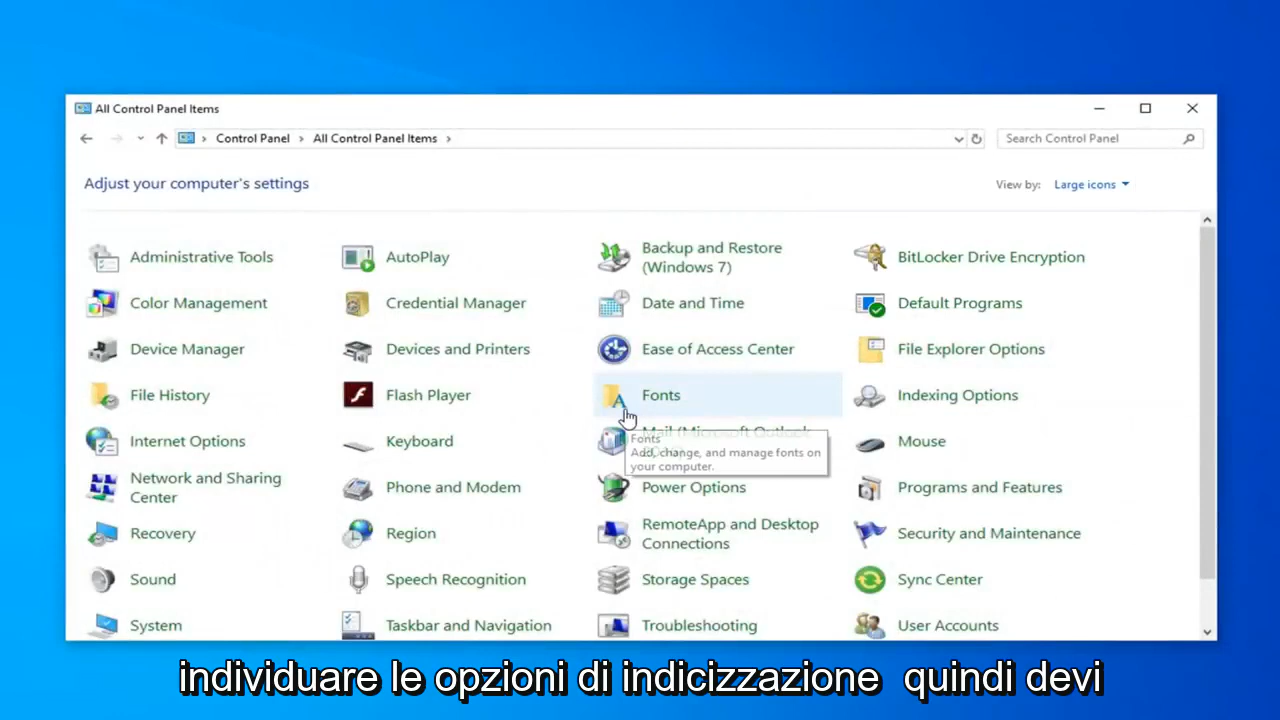 All Control Panel Items
Control Panel > All Control Panel Items >
Search Control Panel
Adjust your computer's settings
View by: Large icons
Administrative Tools
AutoPlay
Backup and Restore
(Windows 7)
BitLocker Drive Encryption
Color Management
Credential Manager
Date and Time
Default Programs
Device Manager
Devices and Printers
Ease of Access Center
File Explorer Options
File History
Flash Player
Fonts
Indexing Options
Internet Options
Keyboard
Mail (Microsoft Outlook
Fonts
Add, change, and manage fonts on
your computer.
Mouse
Network and Sharing
Center
Phone and Modem
Power Options
Programs and Features
Recovery
Region
RemoteApp and Desktop
Connections
Security and Maintenance
Sound
Speech Recognition
Storage Spaces
Sync Center
System
Taskbar and Navigation
Troubleshooting
User Accounts
individuare le opzioni di indicizzazione quindi devi